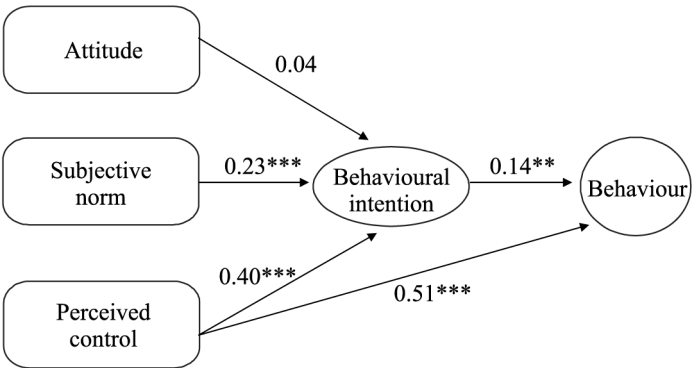 Attitude
0.04
Subjective
norm
0.23***
Behavioural
intention
0.14**
Behaviour
0.40***
0.51***
Perceived
control